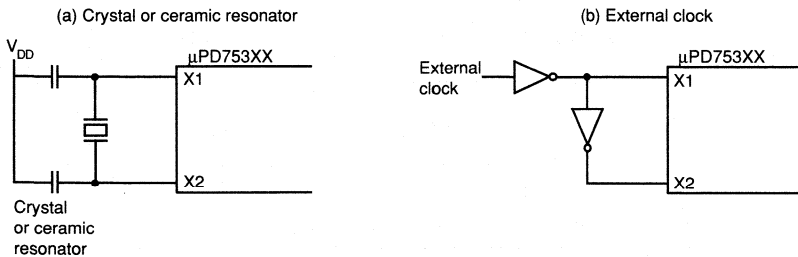 (a) Crystal or ceramic resonator
(b) External clock
VDD
μPD753XX
X1
X2
Crystal
or ceramic
resonator
External
clock
μPD753XX
X1
X2